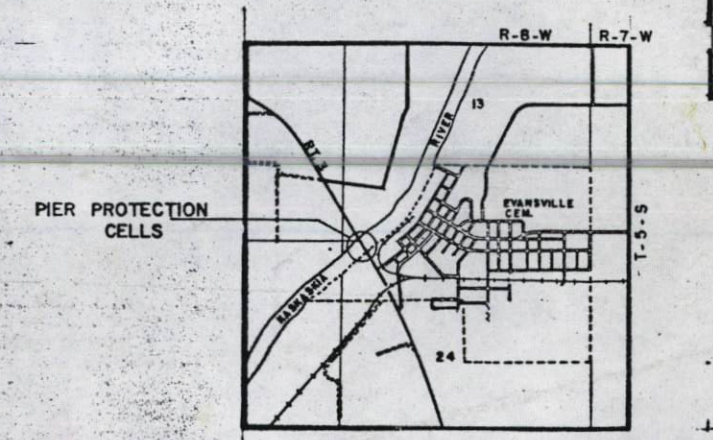 R-8-W R-7-W
13
RIVER
RT. 3
EVANSVILLE
CEM.
PIER PROTECTION
CELLS
T-5-S
KASKASKIA
24